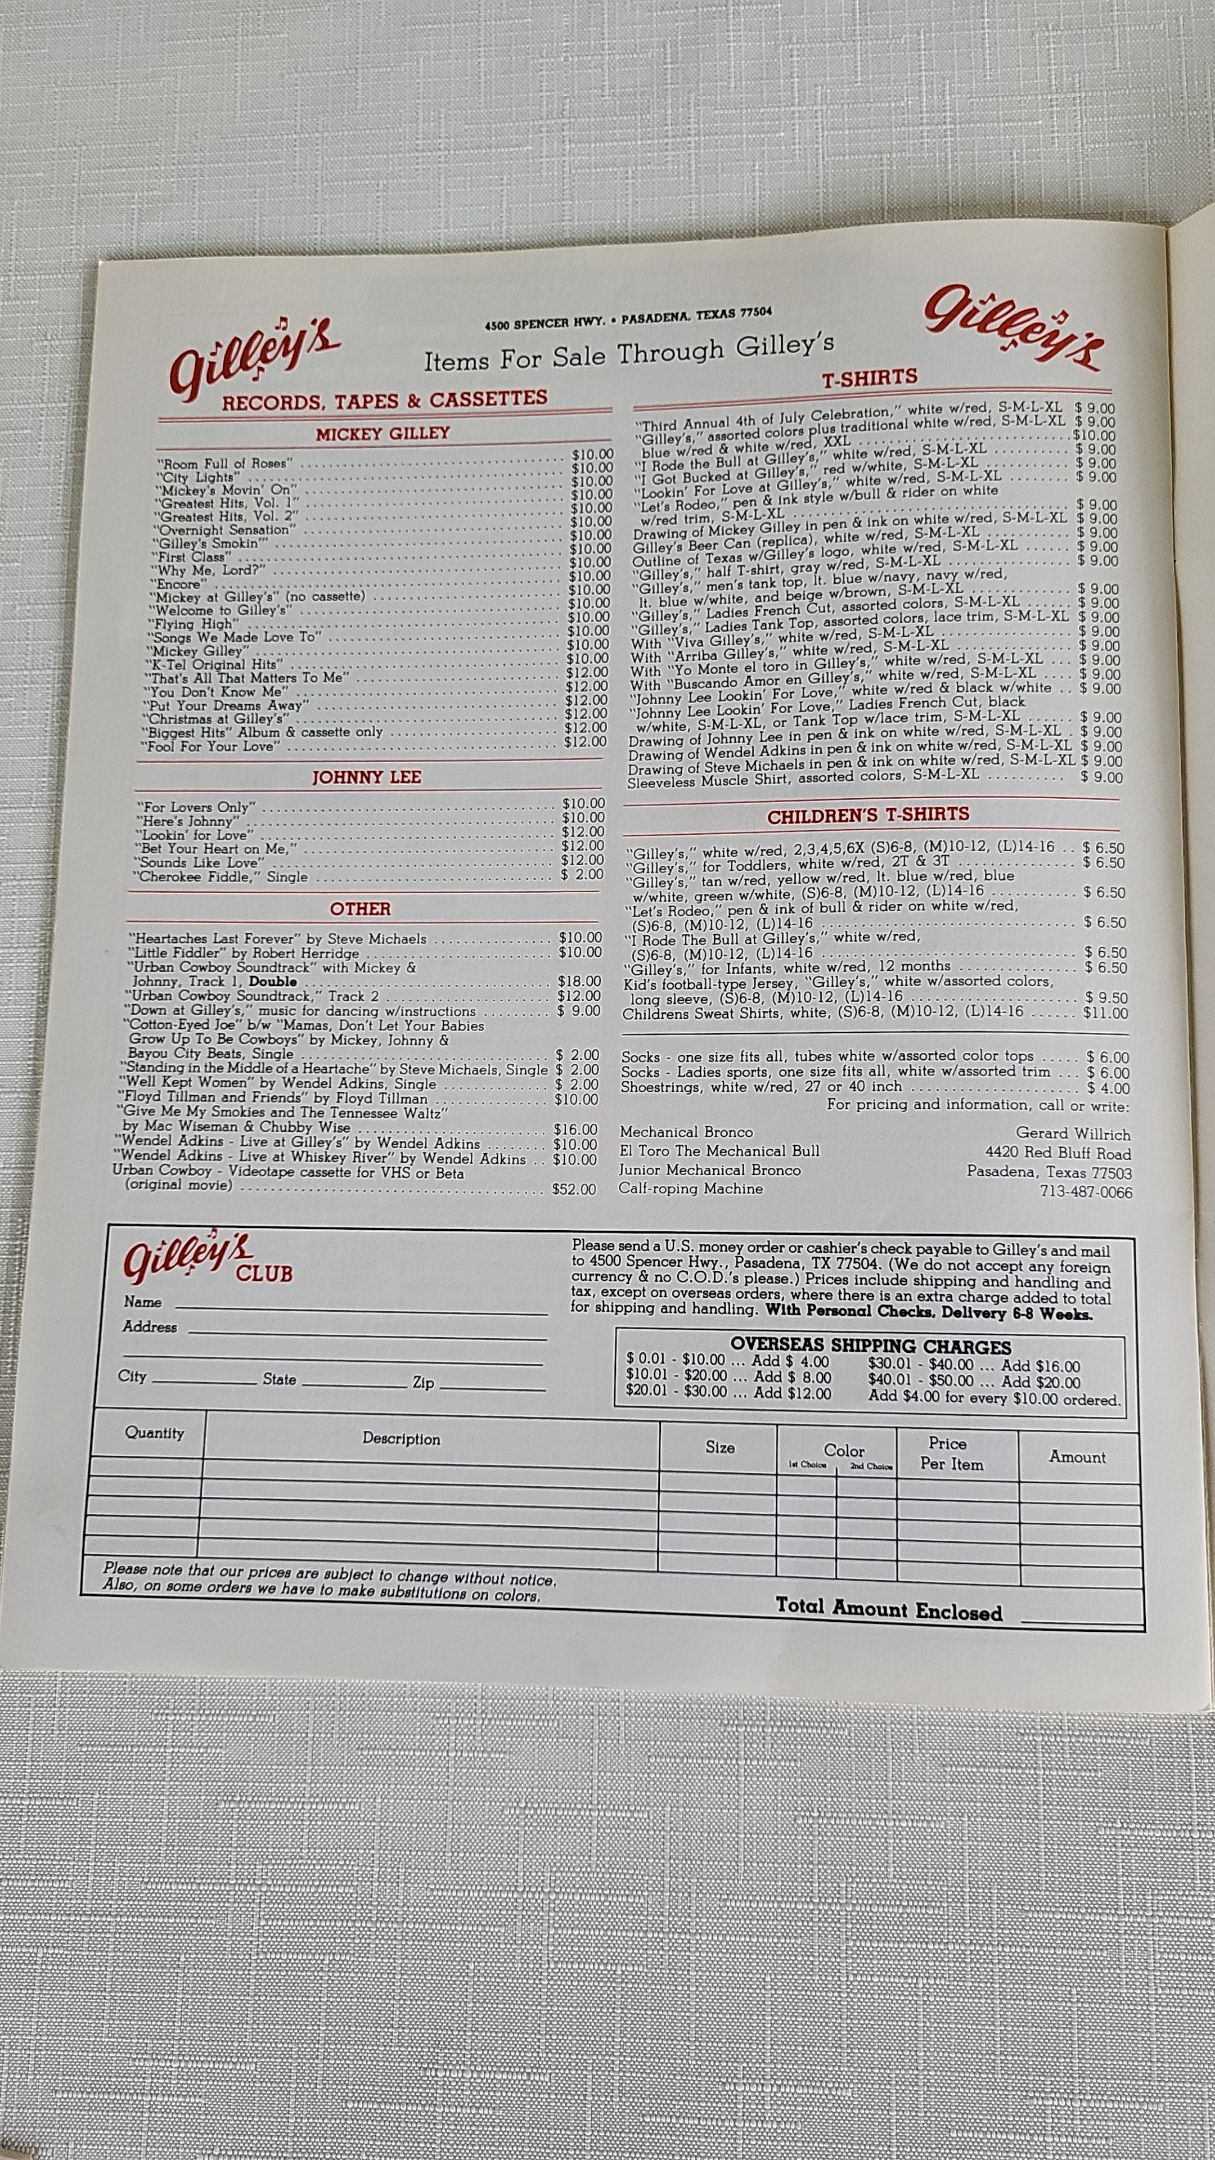 Gilley's
4500 SPENCER HWY. • PASADENA, TEXAS 77504
Items For Sale Through Gilley's
Gilley's
RECORDS, TAPES & CASSETTES
MICKEY GILLEY
"Room Full of Roses" $10.00
"City Lights" $10.00
"Mickey's Movin' On" $10.00
"Greatest Hits, Vol. 1" $10.00
"Greatest Hits, Vol. 2" $10.00
"Overnight Sensation" $10.00
"Gilley's Smokin'" $10.00
"First Class" $10.00
"Why Me, Lord?" $10.00
"Encore" $10.00
"Mickey at Gilley's" (no cassette) $10.00
"Welcome to Gilley's" $10.00
"Flying High" $10.00
"Songs We Made Love To" $10.00
"Mickey Gilley" $10.00
"K-Tel Original Hits" $10.00
"That's All That Matters To Me" $12.00
"You Don't Know Me" $12.00
"Put Your Dreams Away" $12.00
"Christmas at Gilley's" $12.00
"Biggest Hits" Album & cassette only $12.00
"Fool For Your Love" $12.00
JOHNNY LEE
"For Lovers Only" $10.00
"Here's Johnny" $10.00
"Lookin' for Love" $12.00
"Bet Your Heart on Me," $12.00
"Sounds Like Love" $12.00
"Cherokee Fiddle," Single $ 2.00
OTHER
"Heartaches Last Forever" by Steve Michaels $10.00
"Little Fiddler" by Robert Herridge $10.00
"Urban Cowboy Soundtrack" with Mickey &
Johnny, Track 1, Double $18.00
"Urban Cowboy Soundtrack," Track 2 $12.00
"Down at Gilley's," music for dancing w/instructions $ 9.00
"Cotton-Eyed Joe" b/w "Mamas, Don't Let Your Babies
Grow Up To Be Cowboys" by Mickey, Johnny &
Bayou City Beats, Single $ 2.00
"Standing in the Middle of a Heartache" by Steve Michaels, Single $ 2.00
"Well Kept Women" by Wendel Adkins, Single $ 2.00
"Floyd Tillman and Friends" by Floyd Tillman $10.00
"Give Me My Smokies and The Tennessee Waltz"
by Mac Wiseman & Chubby Wise $16.00
"Wendel Adkins - Live at Gilley's" by Wendel Adkins $10.00
"Wendel Adkins - Live at Whiskey River" by Wendel Adkins $10.00
Urban Cowboy - Videotape cassette for VHS or Beta
(original movie) $52.00
T-SHIRTS
"Third Annual 4th of July Celebration," white w/red, S-M-L-XL $ 9.00
"Gilley's," assorted colors plus traditional white w/red, S-M-L-XL $ 9.00
blue w/red & white w/red, XXL $10.00
"I Rode the Bull at Gilley's," white w/red, S-M-L-XL $ 9.00
"I Got Bucked at Gilley's," red w/white, S-M-L-XL $ 9.00
"Lookin' For Love at Gilley's," white w/red, S-M-L-XL $ 9.00
"Let's Rodeo," pen & ink style w/bull & rider on white
w/red trim, S-M-L-XL $ 9.00
Drawing of Mickey Gilley in pen & ink on white w/red, S-M-L-XL $ 9.00
Gilley's Beer Can (replica), white w/red, S-M-L-XL $ 9.00
Outline of Texas w/Gilley's logo, white w/red, S-M-L-XL $ 9.00
"Gilley's," half T-shirt, gray w/red, S-M-L-XL $ 9.00
"Gilley's," men's tank top, lt. blue w/navy, navy w/red,
lt. blue w/white, and beige w/brown, S-M-L-XL $ 9.00
"Gilley's," Ladies French Cut, assorted colors, S-M-L-XL $ 9.00
"Gilley's," Ladies Tank Top, assorted colors, lace trim, S-M-L-XL $ 9.00
With "Viva Gilley's," white w/red, S-M-L-XL $ 9.00
With "Arriba Gilley's," white w/red, S-M-L-XL $ 9.00
With "Yo Monte el toro in Gilley's," white w/red, S-M-L-XL $ 9.00
With "Buscando Amor en Gilley's," white w/red, S-M-L-XL $ 9.00
"Johnny Lee Lookin' For Love," white w/red & black w/white $ 9.00
"Johnny Lee Lookin' For Love," Ladies French Cut, black
w/white, S-M-L-XL, or Tank Top w/lace trim, S-M-L-XL $ 9.00
Drawing of Johnny Lee in pen & ink on white w/red, S-M-L-XL $ 9.00
Drawing of Wendel Adkins in pen & ink on white w/red, S-M-L-XL $ 9.00
Drawing of Steve Michaels in pen & ink on white w/red, S-M-L-XL $ 9.00
Sleeveless Muscle Shirt, assorted colors, S-M-L-XL $ 9.00
CHILDREN'S T-SHIRTS
"Gilley's," white w/red, 2,3,4,5,6X (S)6-8, (M)10-12, (L)14-16 $ 6.50
"Gilley's," for Toddlers, white w/red, 2T & 3T $ 6.50
"Gilley's," tan w/red, yellow w/red, lt. blue w/red, blue
w/white, green w/white, (S)6-8, (M)10-12, (L)14-16 $ 6.50
"Let's Rodeo," pen & ink of bull & rider on white w/red,
(S)6-8, (M)10-12, (L)14-16 $ 6.50
"I Rode The Bull at Gilley's," white w/red,
(S)6-8, (M)10-12, (L)14-16 $ 6.50
"Gilley's," for Infants, white w/red, 12 months $ 6.50
Kid's football-type Jersey, "Gilley's," white w/assorted colors,
long sleeve, (S)6-8, (M)10-12, (L)14-16 $ 9.50
Childrens Sweat Shirts, white, (S)6-8, (M)10-12, (L)14-16 $11.00
Socks - one size fits all, tubes white w/assorted color tops $ 6.00
Socks - Ladies sports, one size fits all, white w/assorted trim $ 6.00
Shoestrings, white w/red, 27 or 40 inch $ 4.00
For pricing and information, call or write:
Mechanical Bronco Gerard Willrich
El Toro The Mechanical Bull 4420 Red Bluff Road
Junior Mechanical Bronco Pasadena, Texas 77503
Calf-roping Machine 713-487-0066
Gilley's
CLUB
Name
Address
City State Zip
Please send a U.S. money order or cashier's check payable to Gilley's and mail
to 4500 Spencer Hwy., Pasadena, TX 77504. (We do not accept any foreign
currency & no C.O.D.'s please.) Prices include shipping and handling and
tax, except on overseas orders, where there is an extra charge added to total
for shipping and handling. With Personal Checks, Delivery 6-8 Weeks.
OVERSEAS SHIPPING CHARGES
$ 0.01 - $10.00 ... Add $ 4.00 $30.01 - $40.00 ... Add $16.00
$10.01 - $20.00 ... Add $ 8.00 $40.01 - $50.00 ... Add $20.00
$20.01 - $30.00 ... Add $12.00 Add $4.00 for every $10.00 ordered.
Quantity Description Size Color Price Per Item Amount
1st Choice 2nd Choice
Please note that our prices are subject to change without notice.
Also, on some orders we have to make substitutions on colors.
Total Amount Enclosed